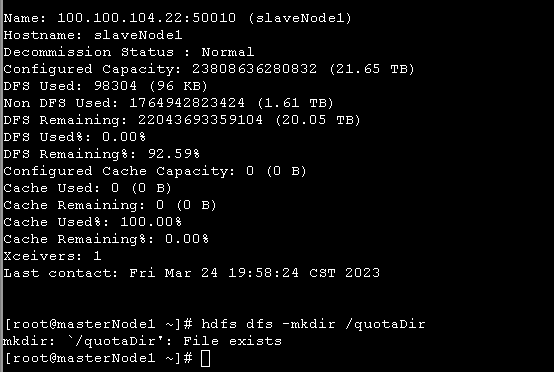 Name: 100.100.104.22:50010 (slaveNode1)
Hostname: slaveNode1
Decommission Status : Normal
Configured Capacity: 23808636280832 (21.65 TB)
DFS Used: 98304 (96 KB)
Non DFS Used: 1764942823424 (1.61 TB)
DFS Remaining: 22043693359104 (20.05 TB)
DFS Used%: 0.00%
DFS Remaining%: 92.59%
Configured Cache Capacity: 0 (0 B)
Cache Used: 0 (0 B)
Cache Remaining: 0 (0 B)
Cache Used%: 100.00%
Cache Remaining%: 0.00%
Xceivers: 1
Last contact: Fri Mar 24 19:58:24 CST 2023
[root@masterNode1 ~]# hdfs dfs -mkdir /quotaDir
mkdir: `/quotaDir': File exists
[root@masterNode1 ~]#